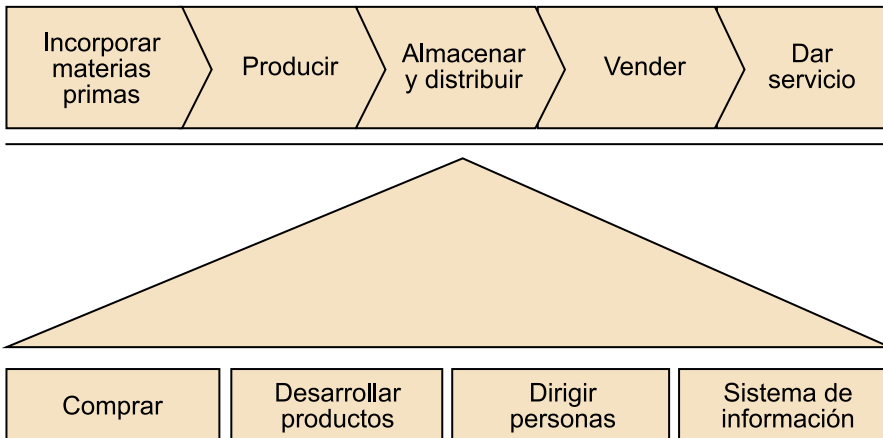 Incorporar
materias
primas
Producir
Almacenar
y distribuir
Vender
Dar
servicio
Comprar
Desarrollar
productos
Dirigir
personas
Sistema de
información